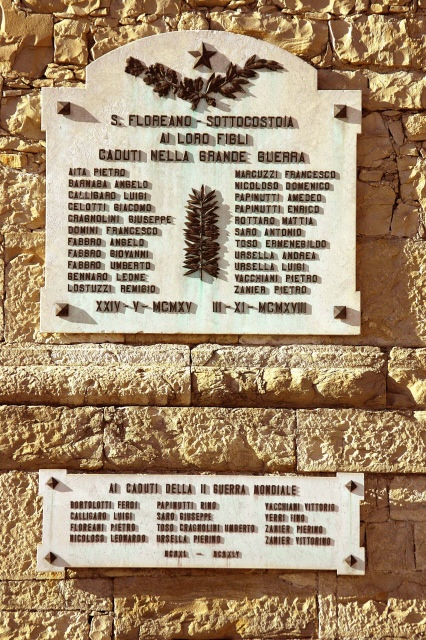 S. FLOREANO - SOTTOCOSTOIA
AI LORO FIGLI
CADUTI NELLA GRANDE GUERRA
AITA PIETRO
BARNABA ANGELO
CALLIGARO LUIGI
CELOTTI GIACOMO
CRAGNOLINI GIUSEPPE
DOMINI FRANCESCO
FABBRO ANGELO
FABBRO GIOVANNI
FABBRO UMBERTO
GENNARO LEONE
LOSTUZZI REMIGIO
MARCUZZI FRANCESCO
NICOLOSO DOMENICO
PAPINUTTI AMEDEO
PAPINUTTI ENRICO
ROTTARO MATTIA
SARO ANTONIO
TOSO ERMENEGILDO
URSELLA ANDREA
URSELLA LUIGI
VACCHIANI PIETRO
ZANIER PIETRO
XXIV-V-MCMXV III-XI-MCMXVIII
AI CADUTI DELLA II GUERRA MONDIALE
BORTOLOTTI FERDI
CALLIGARO LUIGI
FLOREANI PIETRO
NICOLOSO LEONARDO
PAPINUTTI RINO
SARO GIUSEPPE
TOSO CRAGNOLINI UMBERTO
URSELLA PIERINO
VACCHIANI VITTORIO
ZANIER PIERINO
ZANIER VITTORINO
MCMXL - MCMXLV